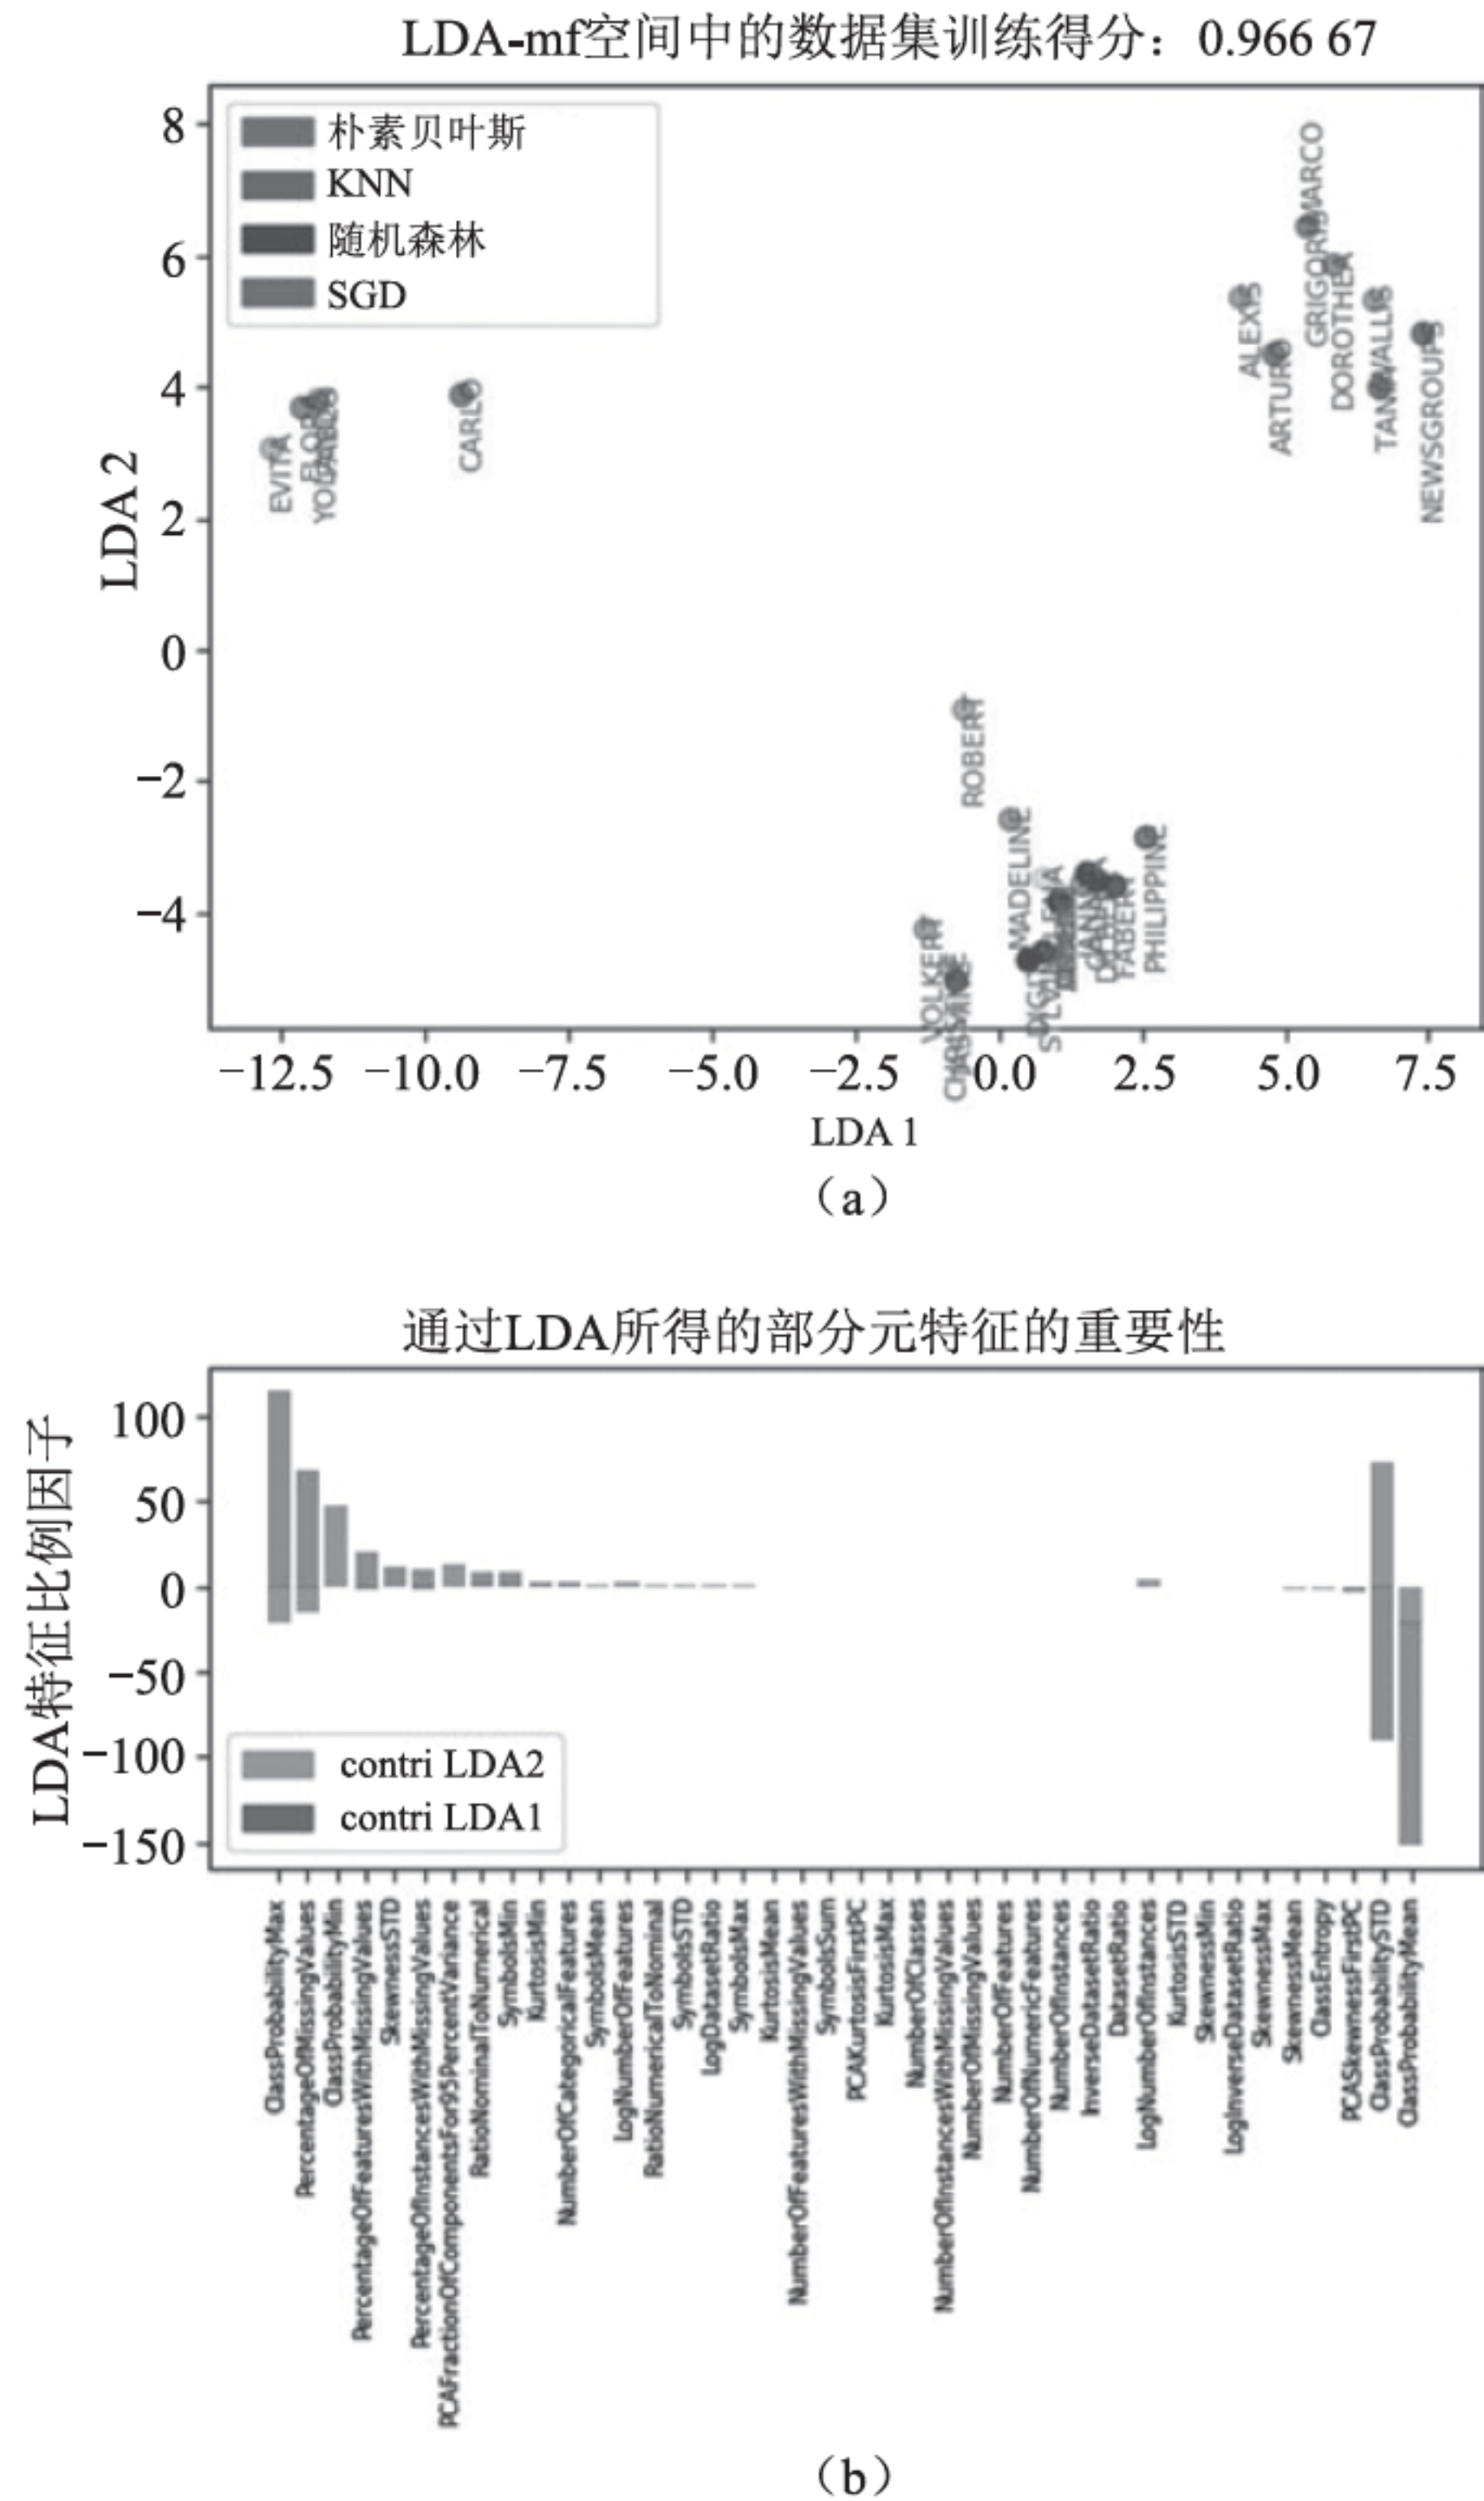 LDA-mf空间中的数据集训练得分：0.966 67
朴素贝叶斯
KNN
随机森林
SGD
8
6
4
2
0
−2
−4
LDA 2
MARCO
GRIGORIS
DOROTHEA
ALEXIS
ARTURO
WALLIS
TANIA
NEWSGROUPS
EVITA
FLORA
CARLO
ROBERT
MADELINE
PHILIPPINE
FABERT
VOLKERT
−12.5
−10.0
−7.5
−5.0
−2.5
0.0
2.5
5.0
7.5
LDA 1
（a）
通过LDA所得的部分元特征的重要性
LDA特征比例因子
100
50
0
−50
−100
−150
contri LDA2
contri LDA1
ClassProbabilityMax
PercentageOfMissingValues
ClassProbabilityMin
PercentageOfFeaturesWithMissingValues
SkewnessSTD
PercentageOfInstancesWithMissingValues
PCAFractionOfComponentsFor95PercentVariance
RatioNominalToNumerical
SymbolsMin
KurtosisMin
NumberOfCategoricalFeatures
SymbolsMean
LogNumberOfFeatures
RatioNumericalToNominal
SymbolsSTD
LogDatasetRatio
SymbolsMax
KurtosisMean
NumberOfFeaturesWithMissingValues
SymbolsSum
PCAKurtosisFirstPC
KurtosisMax
NumberOfClasses
NumberOfInstancesWithMissingValues
NumberOfMissingValues
NumberOfFeatures
NumberOfNumericFeatures
NumberOfInstances
InverseDatasetRatio
DatasetRatio
LogNumberOfInstances
KurtosisSTD
SkewnessMin
LogInverseDatasetRatio
SkewnessMax
SkewnessMean
ClassEntropy
PCASkewnessFirstPC
ClassProbabilitySTD
ClassProbabilityMean
（b）